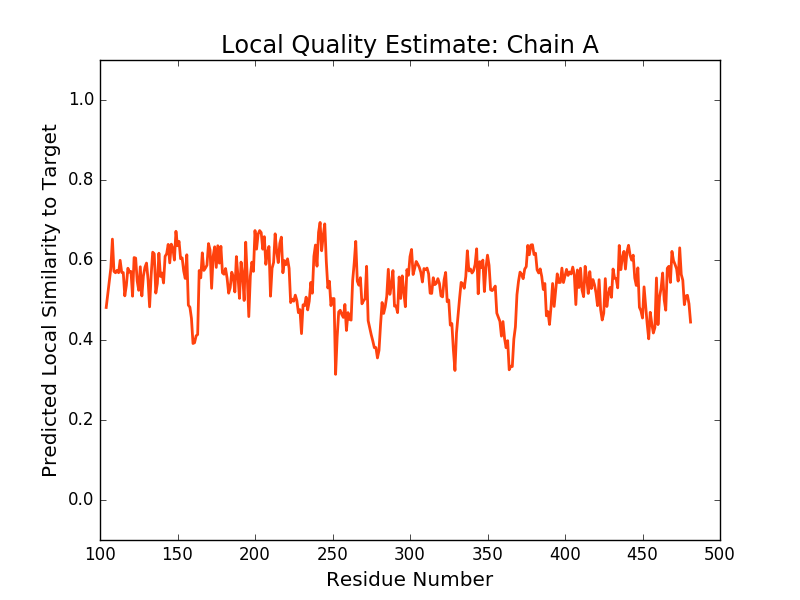 Local Quality Estimate: Chain A
Predicted Local Similarity to Target
1.0
0.8
0.6
0.4
0.2
0.0
100 150 200 250 300 350 400 450 500
Residue Number